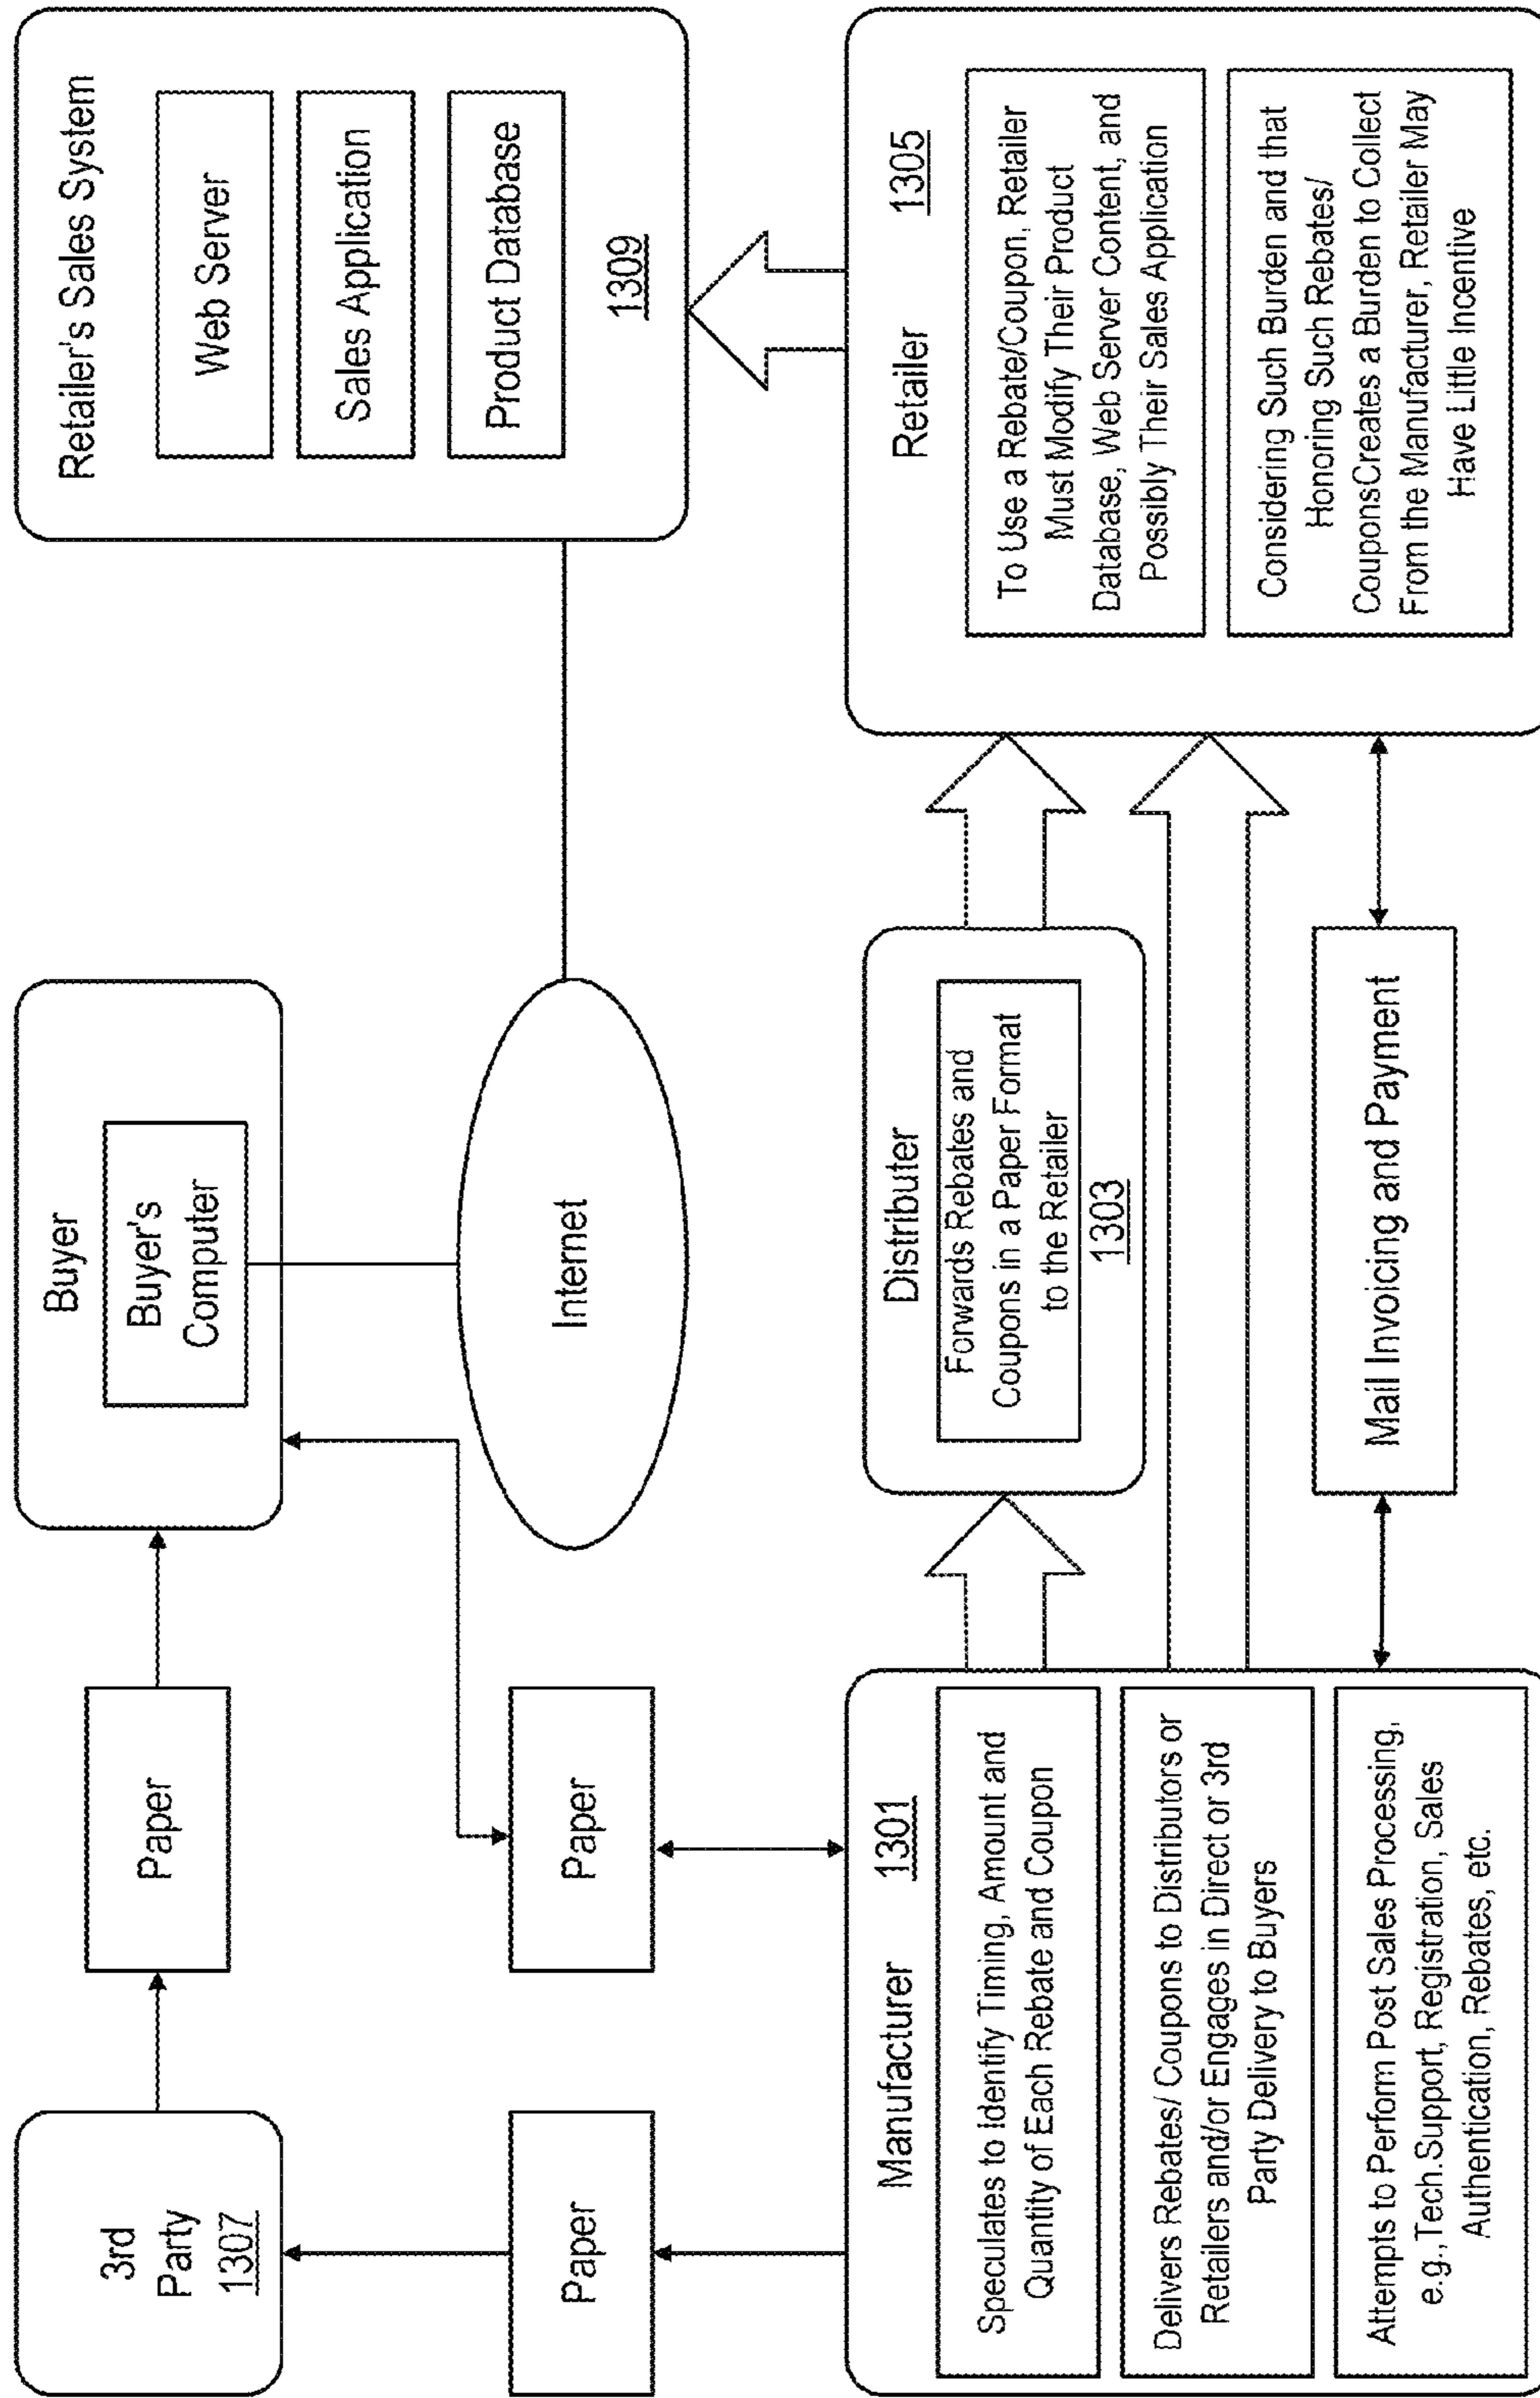 3rd
Party
1307
Paper
Buyer
Buyer's
Computer
Retailer's Sales System
Web Server
Sales Application
Product Database
1309
Paper
Paper
Internet
Manufacturer 1301
Speculates to Identify Timing, Amount and
Quantity of Each Rebate and Coupon
Delivers Rebates/ Coupons to Distributors or
Retailers and/or Engages in Direct or 3rd
Party Delivery to Buyers
Attempts to Perform Post Sales Processing,
e.g.,Tech.Support, Registration, Sales
Authentication, Rebates, etc.
Distributer
Forwards Rebates and
Coupons in a Paper Format
to the Retailer
1303
Mail Invoicing and Payment
Retailer 1305
To Use a Rebate/Coupon, Retailer
Must Modify Their Product
Database, Web Server Content, and
Possibly Their Sales Application
Considering Such Burden and that
Honoring Such Rebates/
CouponsCreates a Burden to Collect
From the Manufacturer, Retailer May
Have Little Incentive